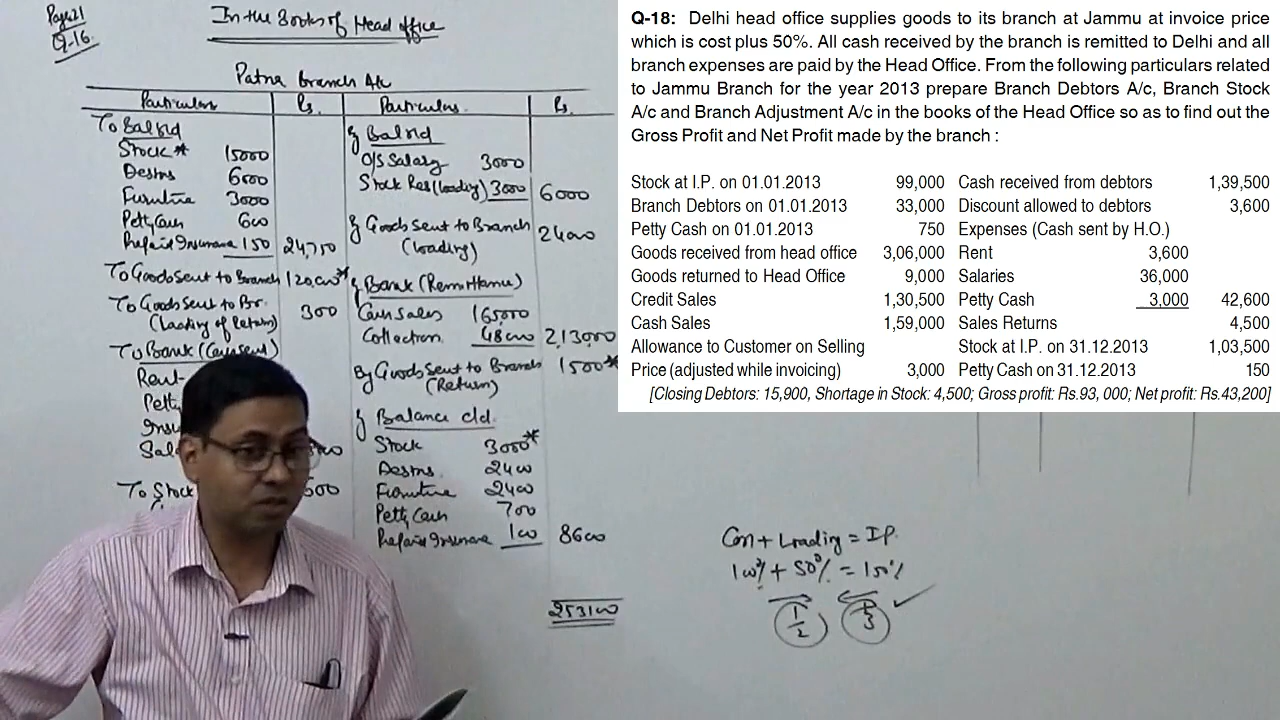 Page 21
Q-16.
In the Books of Head office
Patna Branch A/c
Particulars Rs. Particulars. Rs.
To Bal b/d
Stock* 15000
Debtors 6000
Furniture 3000
Petty Cash 600
Prepaid Insurance 150 24,750
To Goods sent to Branch 120,000*
To Goods sent to Br. 300
(Loading of Return)
To Bank (Cash sent)
Rent
Petty
Ins
Sal
To Stock
By Bal b/d
O/S Salary 3000
Stock Res (loading) 3000 6000
By Goods sent to Branch 24000
(loading)
By Bank (Remittance)
Cash Sales 165000
Collection 48000 2,13,000
By Goods sent to Branch 1500*
(Return)
By Balance c/d.
Stock 3000*
Debtors. 2400
Furniture 2400
Petty Cash 700
Prepaid Insurance 100 8600
253100
Cost + Loading = I.P.
100% + 50% = 150%
1/2 1/3 ✓
Q-18: Delhi head office supplies goods to its branch at Jammu at invoice price
which is cost plus 50%. All cash received by the branch is remitted to Delhi and all
branch expenses are paid by the Head Office. From the following particulars related
to Jammu Branch for the year 2013 prepare Branch Debtors A/c, Branch Stock
A/c and Branch Adjustment A/c in the books of the Head Office so as to find out the
Gross Profit and Net Profit made by the branch :
Stock at I.P. on 01.01.2013 99,000 Cash received from debtors 1,39,500
Branch Debtors on 01.01.2013 33,000 Discount allowed to debtors 3,600
Petty Cash on 01.01.2013 750 Expenses (Cash sent by H.O.)
Goods received from head office 3,06,000 Rent 3,600
Goods returned to Head Office 9,000 Salaries 36,000
Credit Sales 1,30,500 Petty Cash 3,000 42,600
Cash Sales 1,59,000 Sales Returns 4,500
Allowance to Customer on Selling Stock at I.P. on 31.12.2013 1,03,500
Price (adjusted while invoicing) 3,000 Petty Cash on 31.12.2013 150
[Closing Debtors: 15,900, Shortage in Stock: 4,500; Gross profit: Rs.93, 000; Net profit: Rs.43,200]